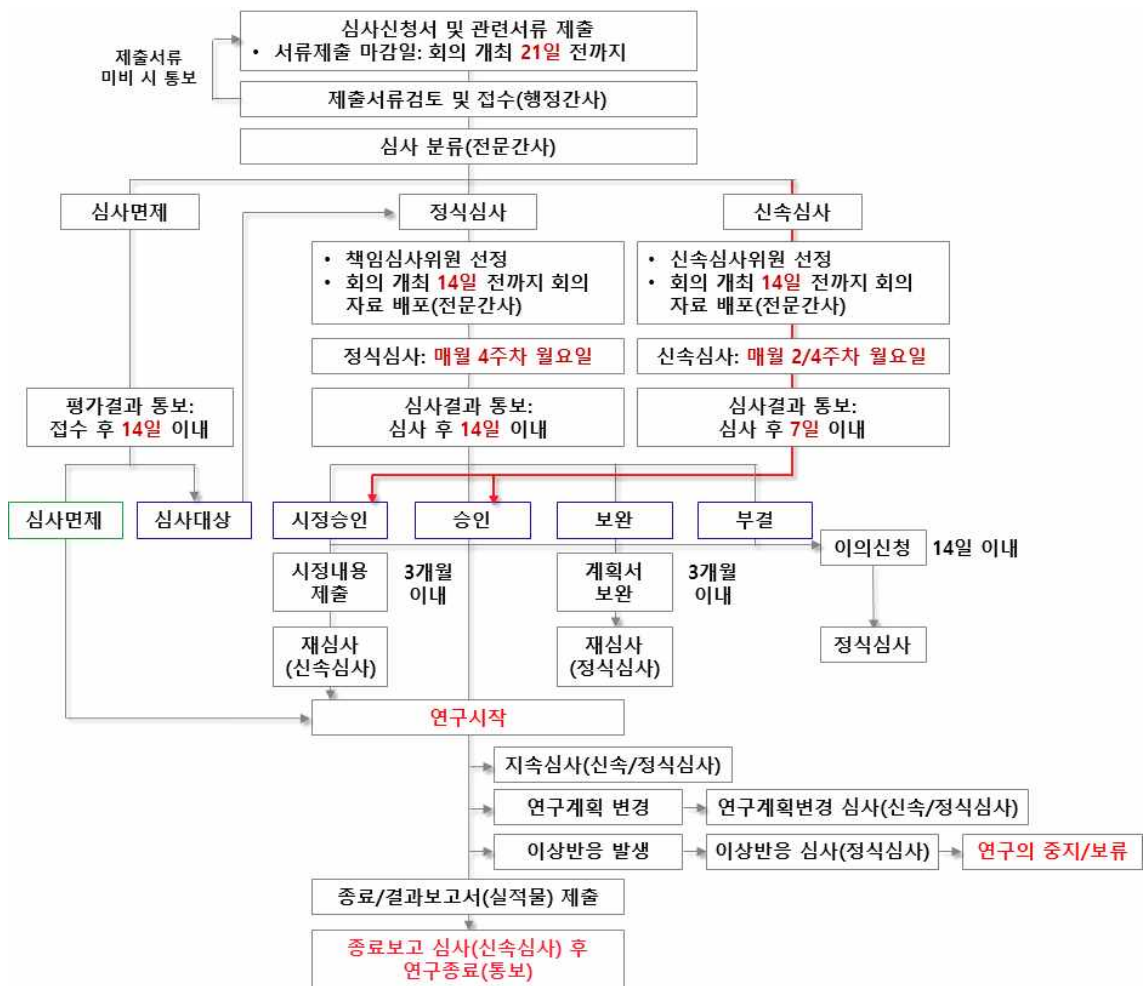 심사신청서 및 관련서류 제출
• 서류제출 마감일: 회의 개최 21일 전까지
제출서류
미비 시 통보
제출서류검토 및 접수(행정간사)
심사 분류(전문간사)
심사면제
정식심사
신속심사
• 책임심사위원 선정
• 회의 개최 14일 전까지 회의
자료 배포(전문간사)
• 신속심사위원 선정
• 회의 개최 14일 전까지 회의
자료 배포(전문간사)
정식심사: 매월 4주차 월요일
신속심사: 매월 2/4주차 월요일
평가결과 통보:
접수 후 14일 이내
심사결과 통보:
심사 후 14일 이내
심사결과 통보:
심사 후 7일 이내
심사면제
심사대상
시정승인
승인
보완
부결
이의신청
14일 이내
시정내용
제출
3개월
이내
계획서
보완
3개월
이내
재심사
(신속심사)
재심사
(정식심사)
정식심사
연구시작
지속심사(신속/정식심사)
연구계획 변경
연구계획변경 심사(신속/정식심사)
이상반응 발생
이상반응 심사(정식심사)
연구의 중지/보류
종료/결과보고서(실적물) 제출
종료보고 심사(신속심사) 후
연구종료(통보)